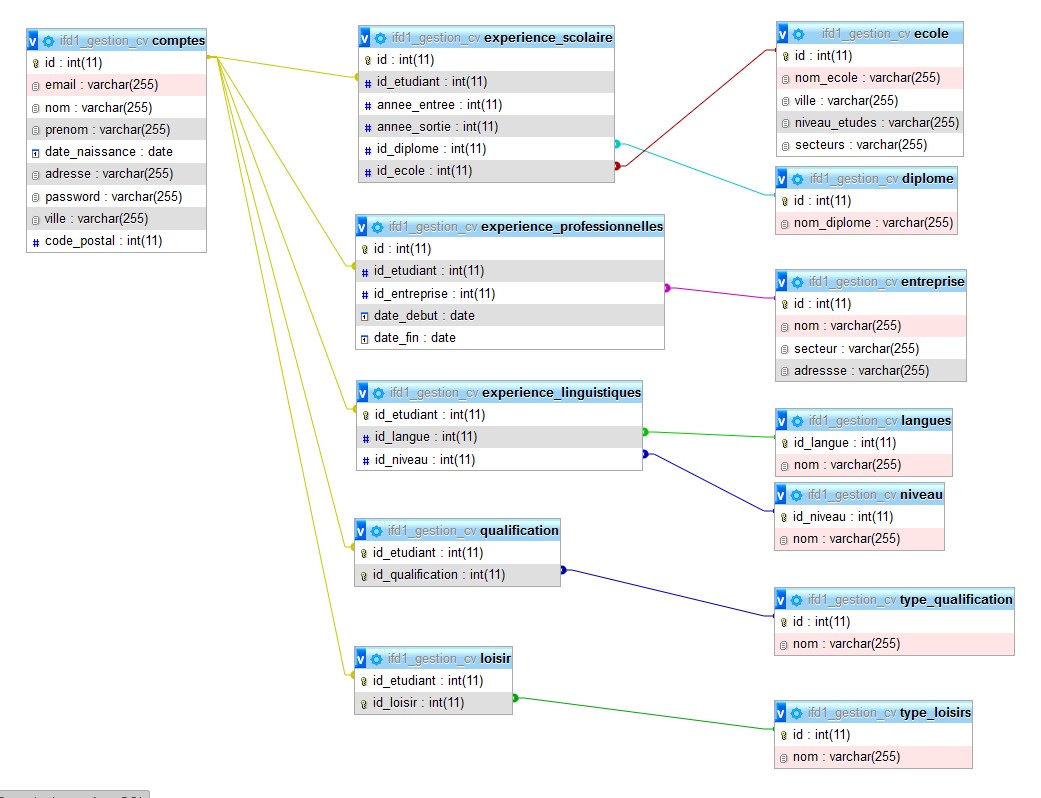 ifd1_gestion_cv comptes
id : int(11)
email : varchar(255)
nom : varchar(255)
prenom : varchar(255)
date_naissance : date
adresse : varchar(255)
password : varchar(255)
ville : varchar(255)
code_postal : int(11)
ifd1_gestion_cv experience_scolaire
id : int(11)
id_etudiant : int(11)
annee_entree : int(11)
annee_sortie : int(11)
id_diplome : int(11)
id_ecole : int(11)
ifd1_gestion_cv experience_professionnelles
id : int(11)
id_etudiant : int(11)
id_entreprise : int(11)
date_debut : date
date_fin : date
ifd1_gestion_cv experience_linguistiques
id_etudiant : int(11)
id_langue : int(11)
id_niveau : int(11)
ifd1_gestion_cv qualification
id_etudiant : int(11)
id_qualification : int(11)
ifd1_gestion_cv loisir
id_etudiant : int(11)
id_loisir : int(11)
ifd1_gestion_cv ecole
id : int(11)
nom_ecole : varchar(255)
ville : varchar(255)
niveau_etudes : varchar(255)
secteurs : varchar(255)
ifd1_gestion_cv diplome
id : int(11)
nom_diplome : varchar(255)
ifd1_gestion_cv entreprise
id : int(11)
nom : varchar(255)
secteur : varchar(255)
adressse : varchar(255)
ifd1_gestion_cv langues
id_langue : int(11)
nom : varchar(255)
ifd1_gestion_cv niveau
id_niveau : int(11)
nom : varchar(255)
ifd1_gestion_cv type_qualification
id : int(11)
nom : varchar(255)
ifd1_gestion_cv type_loisirs
id : int(11)
nom : varchar(255)